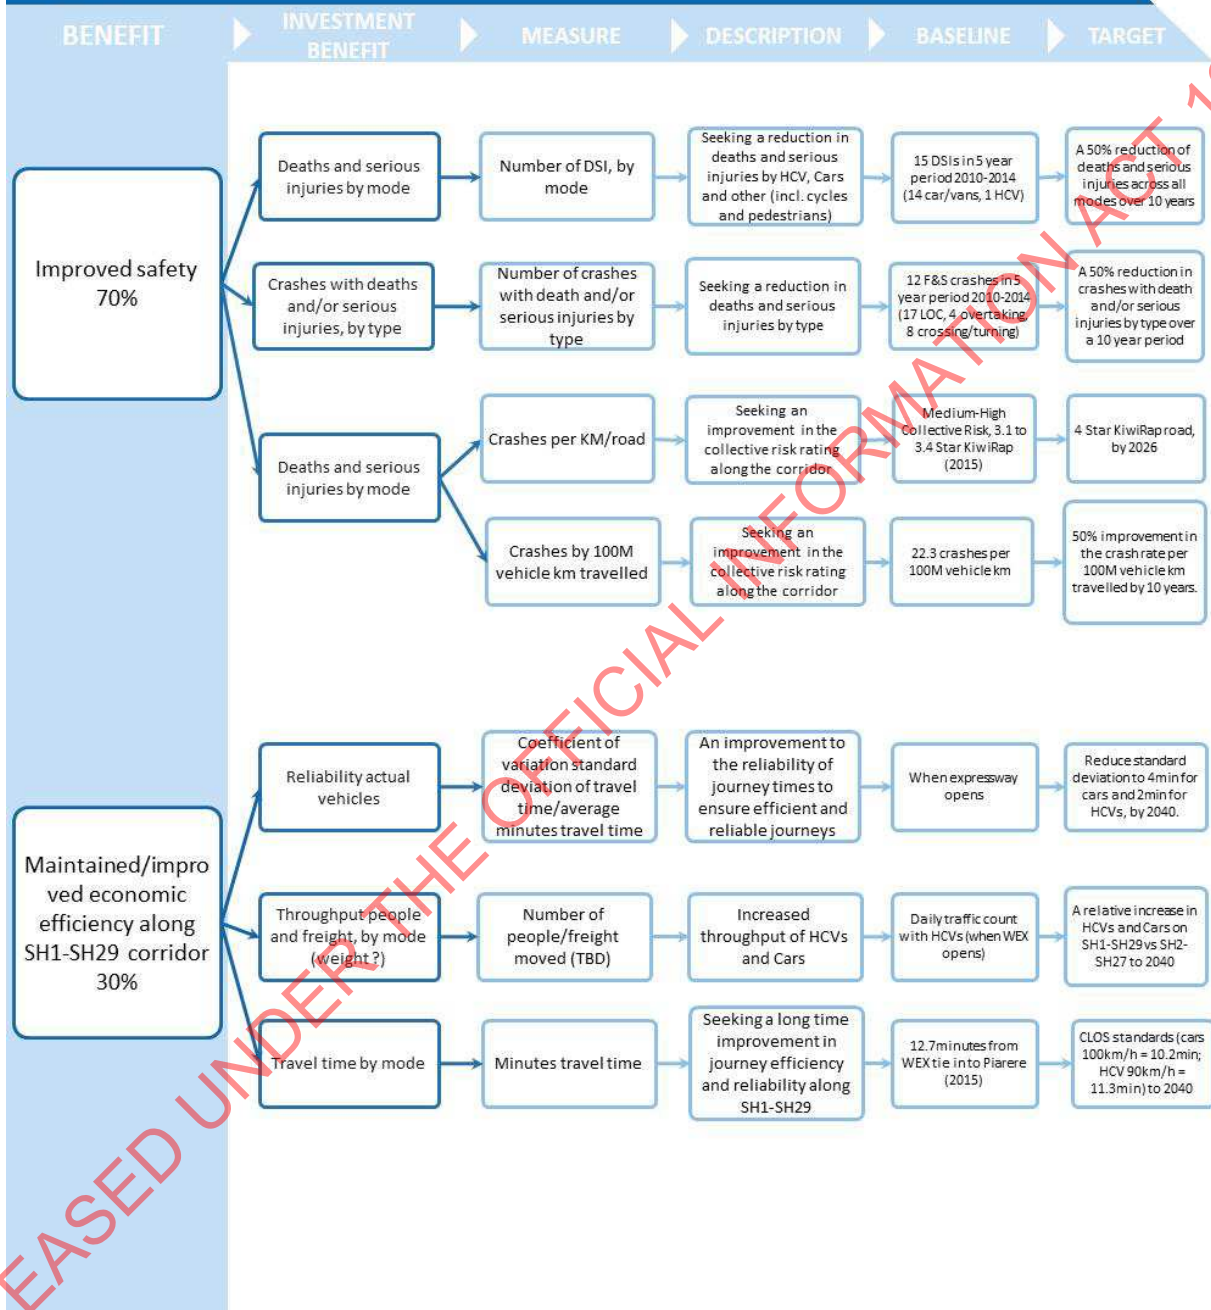 BENEFIT
INVESTMENT
BENEFIT
MEASURE
DESCRIPTION
BASELINE
TARGET
Improved safety
70%
Deaths and serious
injuries by mode
Number of DSI, by
mode
Seeking a reduction in
deaths and serious
injuries by HCV, Cars
and other (incl. cycles
and pedestrians)
15 DSIs in 5 year
period 2010-2014
(14 car/vans, 1 HCV)
A 50% reduction of
deaths and serious
injuries across all
modes over 10 years
Crashes with deaths
and/or serious
injuries, by type
Number of crashes
with death and/or
serious injuries by
type
Seeking a reduction in
deaths and serious
injuries by type
12 F&S crashes in 5
year period 2010-2014
(17 LOC, 4 overtaking,
8 crossing/turning)
A 50% reduction in
crashes with death
and/or serious
injuries by type over
a 10 year period
Deaths and serious
injuries by mode
Crashes per KM/road
Seeking an
improvement in the
collective risk rating
along the corridor
Medium-High
Collective Risk, 3.1 to
3.4 Star KiwiRap
(2015)
4 Star KiwiRap road,
by 2026
Crashes by 100M
vehicle km travelled
Seeking an
improvement in the
collective risk rating
along the corridor
22.3 crashes per
100M vehicle km
50% improvement in
the crash rate per
100M vehicle km
travelled by 10 years.
Maintained/impro
ved economic
efficiency along
SH1-SH29 corridor
30%
Reliability actual
vehicles
Coefficient of
variation standard
deviation of travel
time/average
minutes travel time
An improvement to
the reliability of
journey times to
ensure efficient and
reliable journeys
When expressway
opens
Reduce standard
deviation to 4min for
cars and 2min for
HCVs, by 2040.
Throughput people
and freight, by mode
(weight ?)
Number of
people/freight
moved (TBD)
Increased
throughput of HCVs
and Cars
Daily traffic count
with HCVs (when WEX
opens)
A relative increase in
HCVs and Cars on
SH1-SH29 vs SH2-
SH27 to 2040
Travel time by mode
Minutes travel time
Seeking a long time
improvement in
journey efficiency
and reliability along
SH1-SH29
12.7minutes from
WEX tie into Piarere
(2015)
CLOS standards (cars
100km/h = 10.2min;
HCV 90km/h =
11.3min) to 2040
EASED UNDER THE OFFICIAL INFORMATION ACT